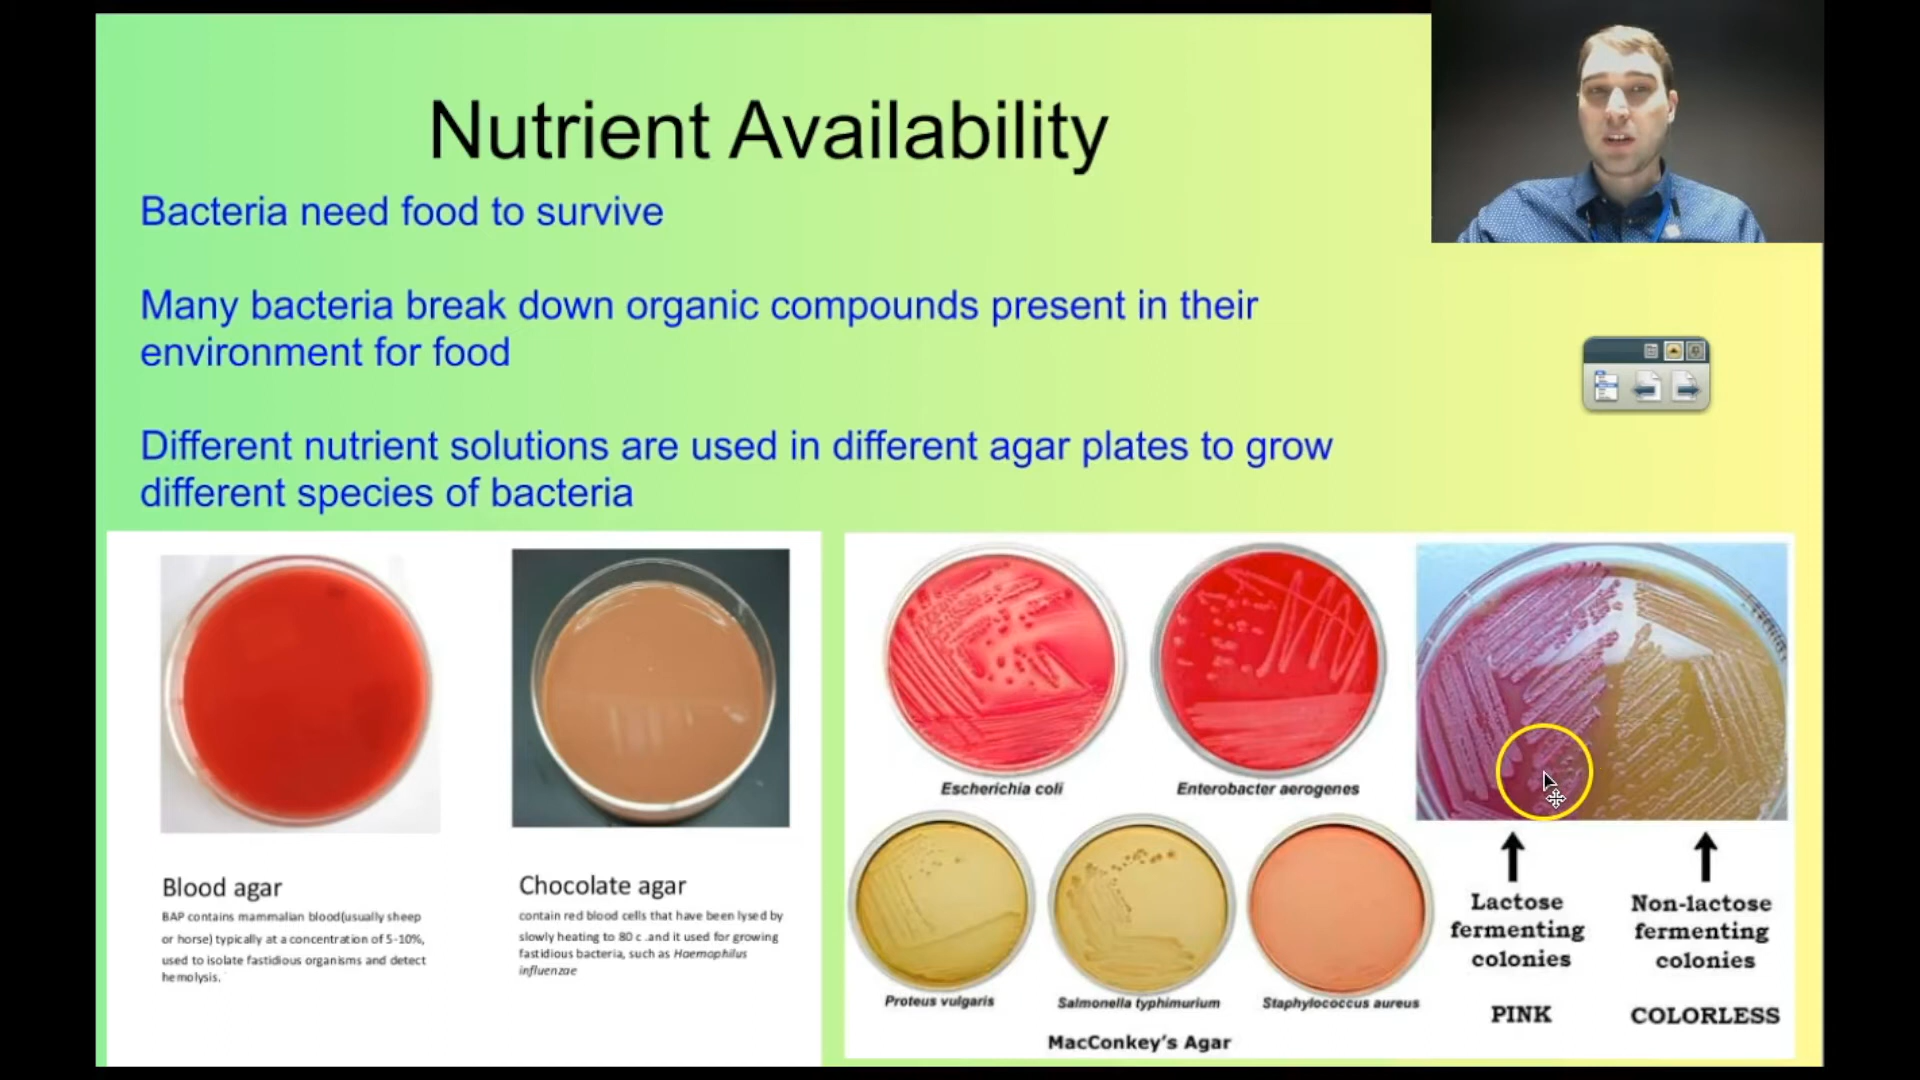 Nutrient Availability
Bacteria need food to survive
Many bacteria break down organic compounds present in their
environment for food
Different nutrient solutions are used in different agar plates to grow
different species of bacteria
Blood agar
BAP contains mammalian blood(usually sheep
or horse) typically at a concentration of 5-10%,
used to isolate fastidious organisms and detect
hemolysis.
Chocolate agar
contain red blood cells that have been lysed by
slowly heating to 80 c .and it used for growing
fastidious bacteria, such as Haemophilus
influenzae
Escherichia coli
Enterobacter aerogenes
Proteus vulgaris
Salmonella typhimurium
Staphylococcus aureus
MacConkey's Agar
Lactose
fermenting
colonies
PINK
Non-lactose
fermenting
colonies
COLORLESS